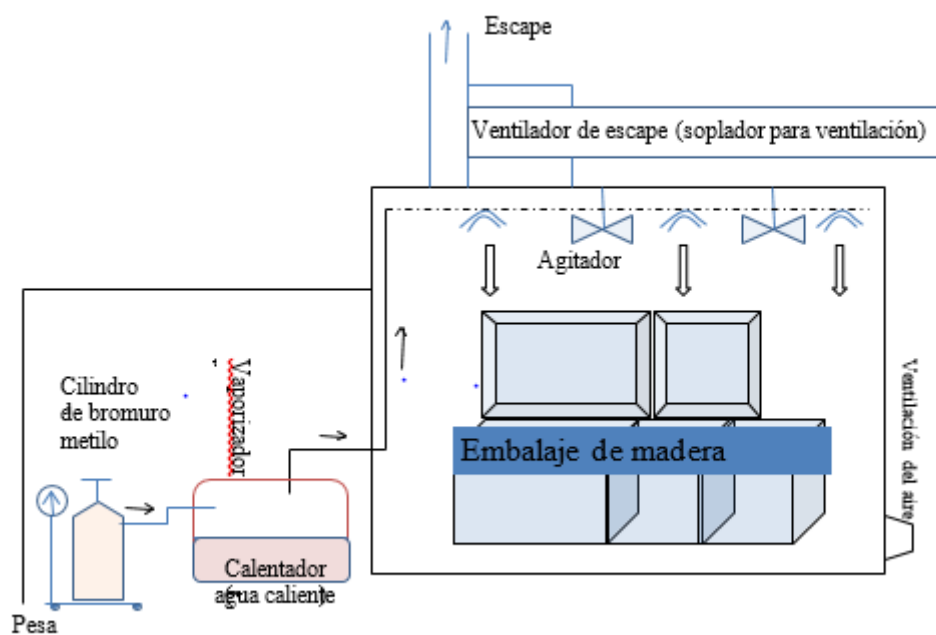 Escape
Ventilador de escape (soplador para ventilación)
Agitador
Cilindro
de bromuro
metilo
Vaporizador
Embalaje de madera
Ventilación del aire
Calentador
agua caliente
Pesa